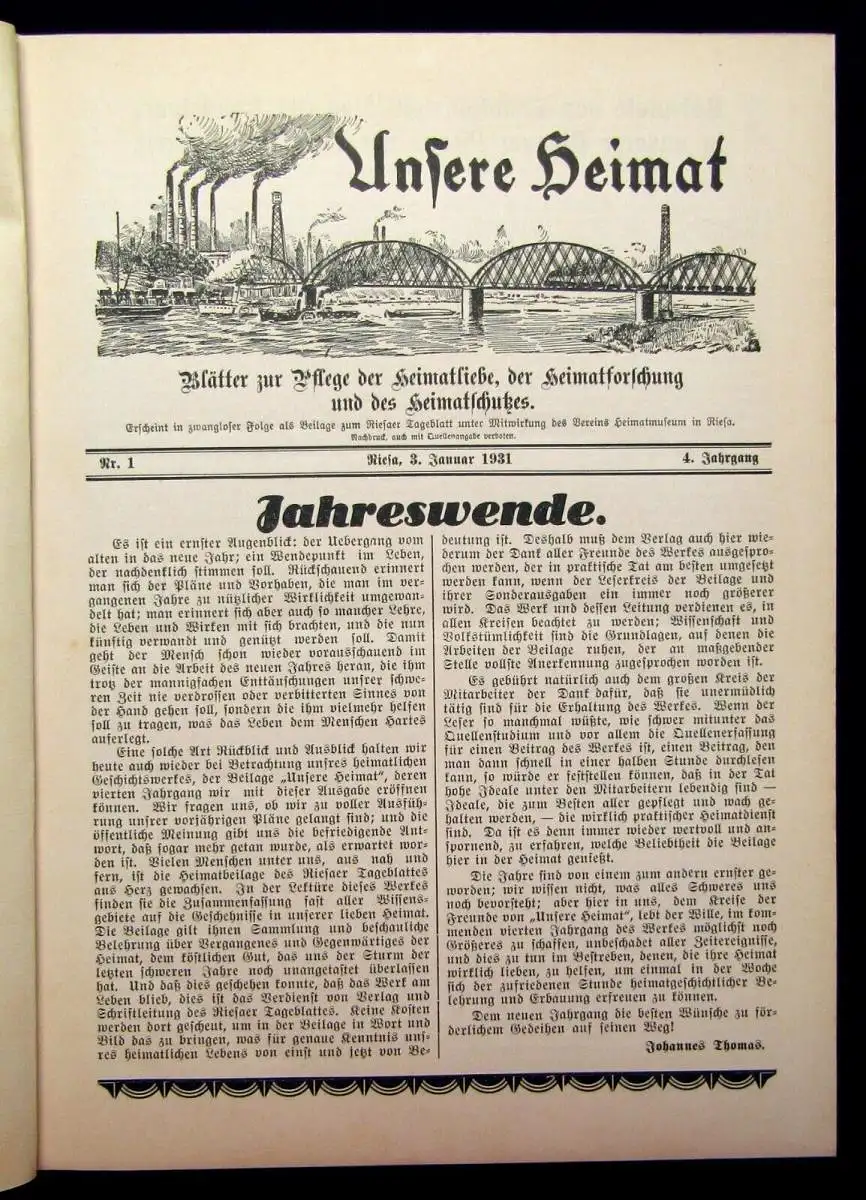 Unsere Heimat
Blätter zur Pflege der Heimatliebe, der Heimatforschung
und des Heimatschutzes.
Erscheint in zwangloser Folge als Beilage zum Riesaer Tageblatt unter Mitwirkung des Vereins Heimatmuseum in Riesa.
Nachdruck, auch mit Quellenangabe verboten.
Nr. 1 Riesa, 3. Januar 1931 4. Jahrgang
Jahreswende.
Es ist ein ernster Augenblick: der Uebergang vom
alten in das neue Jahr; ein Wendepunkt im Leben,
der nachdenklich stimmen soll. Rückschauend erinnert
man sich der Pläne und Vorhaben, die man im ver-
gangenen Jahre zu nützlicher Wirklichkeit umgewan-
delt hat; man erinnert sich aber auch so mancher Lehre,
die Leben und Wirken mit sich brachten, und die nun
künftig verwandt und genützt werden soll. Damit
geht der Mensch schon wieder vorausschauend im
Geiste an die Arbeit des neuen Jahres heran, die ihm
trotz der mannigfachen Enttäuschungen unsrer schwe-
ren Zeit nie verdrossen oder verbitterten Sinnes von
der Hand gehen soll, sondern die ihm vielmehr helfen
soll zu tragen, was das Leben dem Menschen Hartes
auferlegt.
Eine solche Art Rückblick und Ausblick halten wir
heute auch wieder bei Betrachtung unsres heimatlichen
Geschichtswerkes, der Beilage „Unsere Heimat“, deren
vierten Jahrgang wir mit dieser Ausgabe eröffnen
können. Wir fragen uns, ob wir zu voller Ausfüh-
rung unsrer vorjährigen Pläne gelangt sind; und die
öffentliche Meinung gibt uns die befriedigende Ant-
wort, daß sogar mehr getan wurde, als erwartet wor-
den ist. Vielen Menschen unter uns, aus nah und
fern, ist die Heimatbeilage des Riesaer Tageblattes
ans Herz gewachsen. In der Lektüre dieses Werkes
finden sie die Zusammenfassung fast aller Wissens-
gebiete auf die Geschehnisse in unserer lieben Heimat.
Die Beilage gilt ihnen Sammlung und beschauliche
Belehrung über Vergangenes und Gegenwärtiges der
Heimat, dem köstlichen Gut, das uns der Sturm der
letzten schweren Jahre noch unangetastet überlassen
hat. Und daß dies geschehen konnte, daß das Werk am
Leben blieb, dies ist das Verdienst von Verlag und
Schriftleitung des Riesaer Tageblattes. Keine Kosten
werden dort gescheut, um in der Beilage in Wort und
Bild das zu bringen, was für genaue Kenntnis uns-
res heimatlichen Lebens von einst und jetzt von Be-
deutung ist. Deshalb muß dem Verlag auch hier wie-
derum der Dank aller Freunde des Werkes ausgespro-
chen werden, der in praktische Tat am besten umgesetzt
werden kann, wenn der Leserkreis der Beilage und
ihrer Sonderausgaben ein immer noch größerer
wird. Das Werk und dessen Leitung verdienen es, in
allen Kreisen beachtet zu werden; Wissenschaft und
Volkstümlichkeit sind die Grundlagen, auf denen die
Arbeiten der Beilage ruhen, der an maßgebender
Stelle vollste Anerkennung zugesprochen worden ist.
Es gebührt natürlich auch dem großen Kreis der
Mitarbeiter der Dank dafür, daß sie unermüdlich
tätig sind für die Erhaltung des Werkes. Wenn der
Leser so manchmal wüßte, wie schwer mitunter das
Quellenstudium und vor allem die Quellenerfassung
für einen Beitrag des Werkes ist, einen Beitrag, den
man dann schnell in einer halben Stunde durchlesen
kann, so würde er feststellen können, daß in der Tat
hohe Ideale unter den Mitarbeitern lebendig sind —
Ideale, die zum Besten aller gepflegt und wach ge-
halten werden, — die wirklich praktischer Heimatdienst
sind. Da ist es denn immer wieder wertvoll und an-
spornend, zu erfahren, welche Beliebtheit die Beilage
hier in der Heimat genießt.
Die Jahre sind von einem zum andern ernster ge-
worden; wir wissen nicht, was alles Schweres uns
noch bevorsteht; aber hier in uns, dem Kreise der
Freunde von „Unsere Heimat“, lebt der Wille, im kom-
menden vierten Jahrgang des Werkes möglichst noch
Größeres zu schaffen, unbeschadet aller Zeitereignisse,
und dies zu tun im Bestreben, denen, die ihre Heimat
wirklich lieben, zu helfen, um einmal in der Woche
sich der zufriedenen Stunde heimatgeschichtlicher Be-
lehrung und Erbauung erfreuen zu können.
Dem neuen Jahrgang die besten Wünsche zu för-
derlichem Gedeihen auf seinen Weg!
Johannes Thomas.